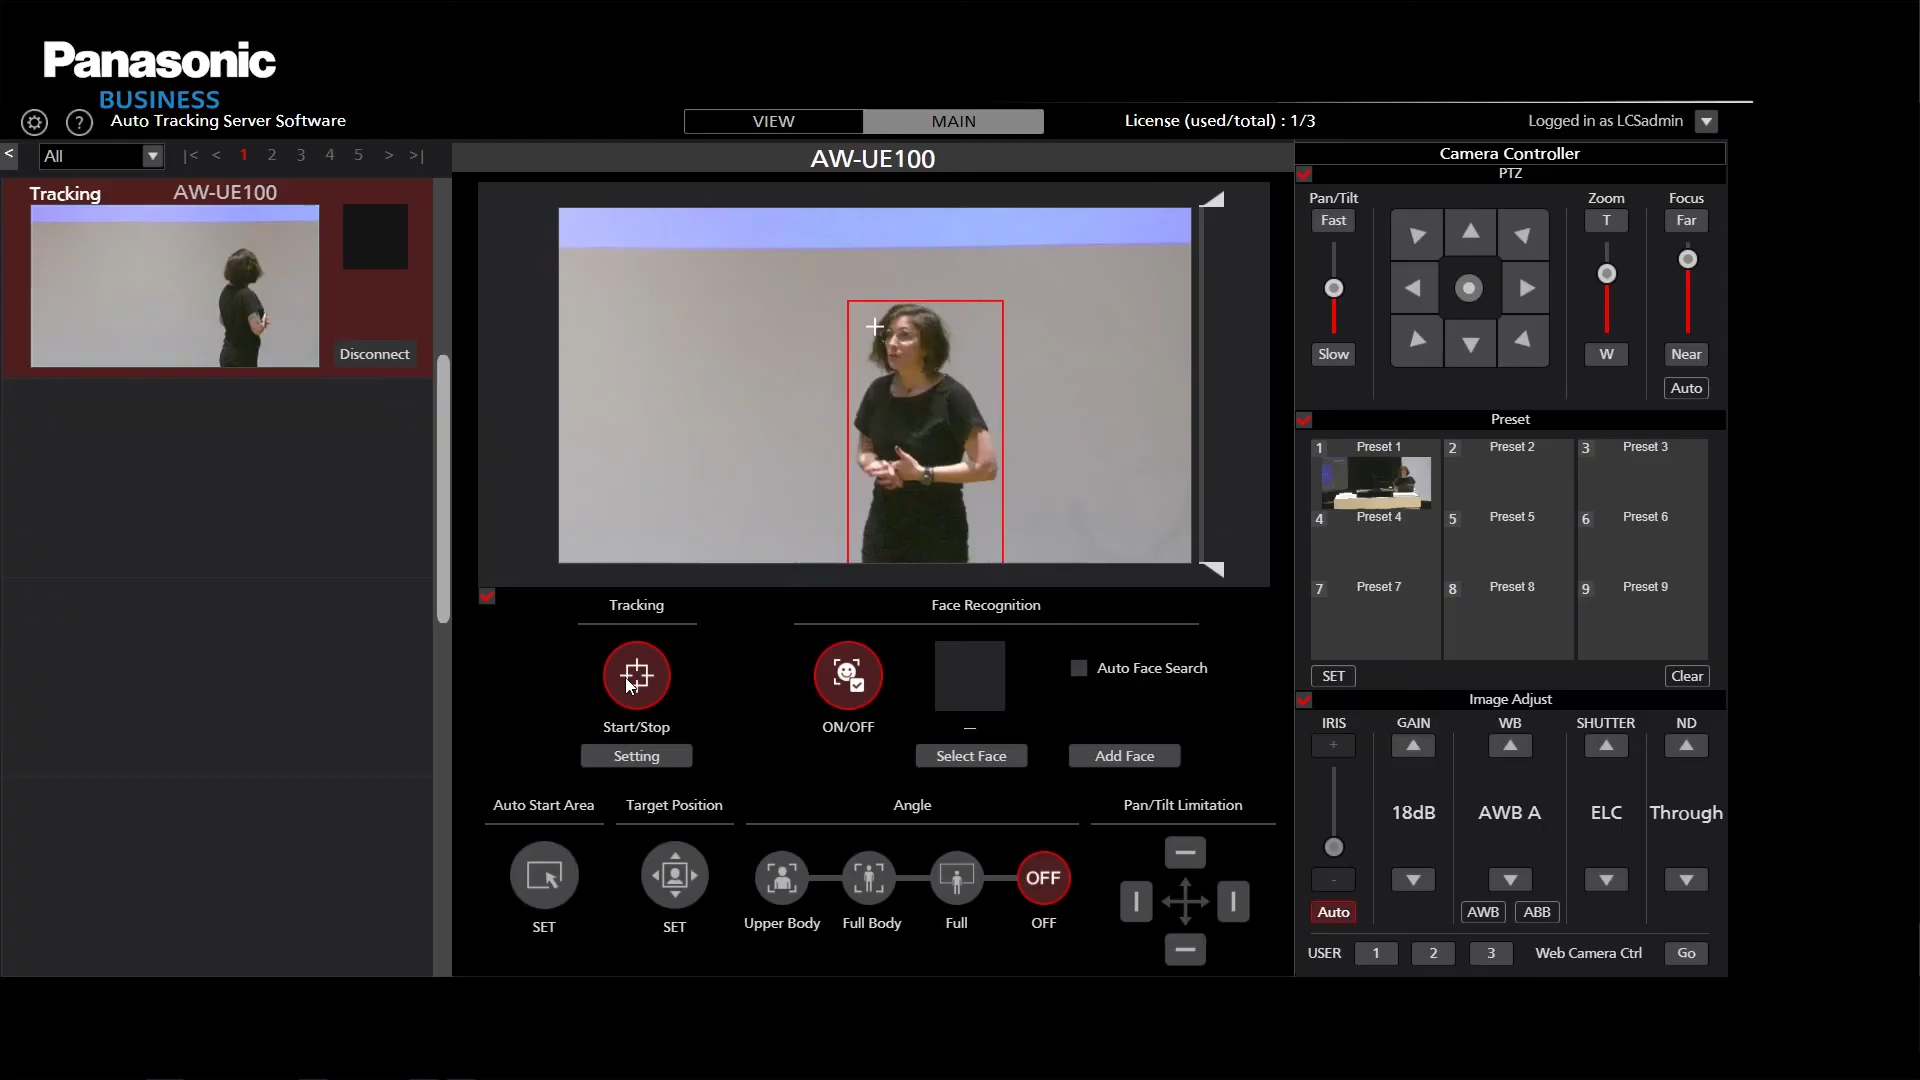 Panasonic
BUSINESS
? Auto Tracking Server Software
VIEW
MAIN
License (used/total) : 1/3
Logged in as LCSadmin
< All |< < 1 2 3 4 5 > >|
AW-UE100
Camera Controller
Tracking AW-UE100
Disconnect
PTZ
Pan/Tilt Zoom Focus
Fast T Far
Slow W Near
Auto
Preset
1 Preset 1 2 Preset 2 3 Preset 3
4 Preset 4 5 Preset 5 6 Preset 6
7 Preset 7 8 Preset 8 9 Preset 9
SET Clear
Tracking
Face Recognition
Auto Face Search
Start/Stop ON/OFF —
Setting Select Face Add Face
Auto Start Area Target Position Angle Pan/Tilt Limitation
OFF
SET SET Upper Body Full Body Full OFF
Image Adjust
IRIS GAIN WB SHUTTER ND
+
18dB AWB A ELC Through
-
Auto AWB ABB
USER 1 2 3 Web Camera Ctrl Go